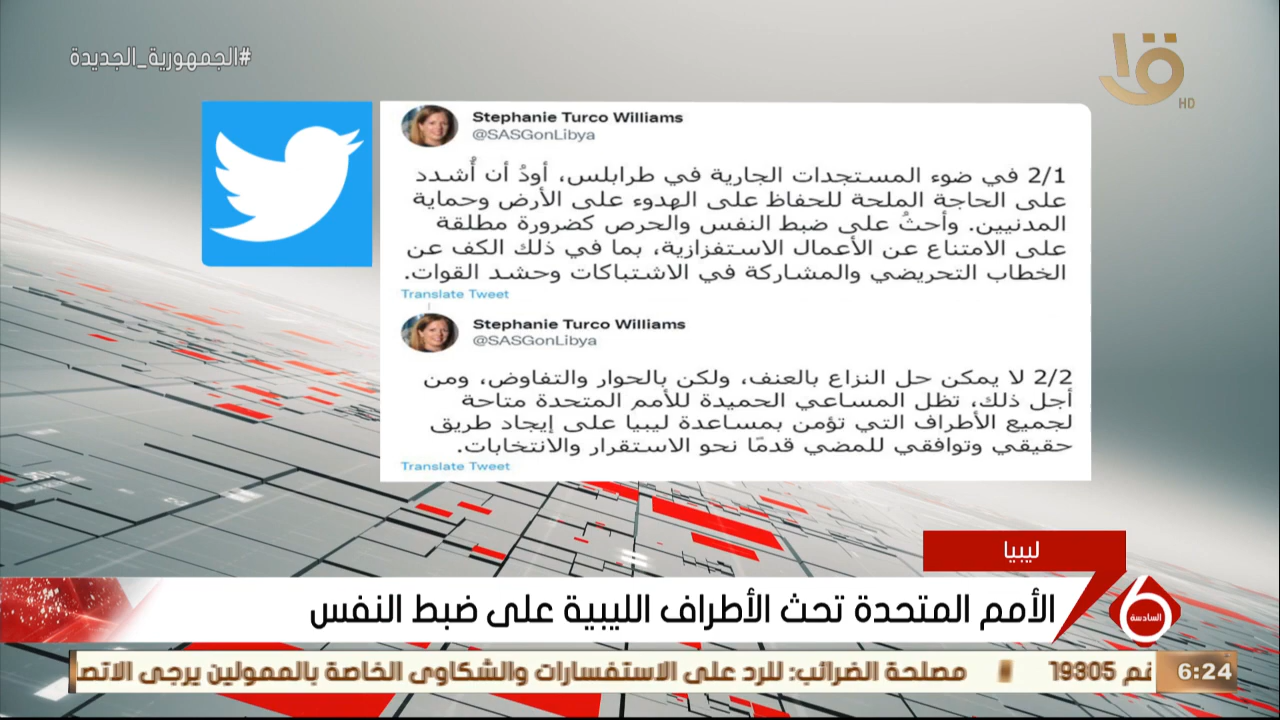 #الجمهورية_الجديدة
HD
Stephanie Turco Williams
@SASGonLibya
2/1 في ضوء المستجدات الجارية في طرابلس، أودُ أن أُشدد
على الحاجة الملحة للحفاظ على الهدوء على الأرض وحماية
المدنيين. وأحثُ على ضبط النفس والحرص كضرورة مطلقة
على الامتناع عن الأعمال الاستفزازية، بما في ذلك الكف عن
الخطاب التحريضي والمشاركة في الاشتباكات وحشد القوات.
Translate Tweet
Stephanie Turco Williams
@SASGonLibya
2/2 لا يمكن حل النزاع بالعنف، ولكن بالحوار والتفاوض، ومن
أجل ذلك، تظل المساعي الحميدة للأمم المتحدة متاحة
لجميع الأطراف التي تؤمن بمساعدة ليبيا على إيجاد طريق
حقيقي وتوافقي للمضي قدمًا نحو الاستقرار والانتخابات.
Translate Tweet
ليبيا
السادسة
الأمم المتحدة تحث الأطراف الليبية على ضبط النفس
6:24
19805 مصلحة الضرائب: للرد على الاستفسارات والشكاوى الخاصة بالممولين يرجى